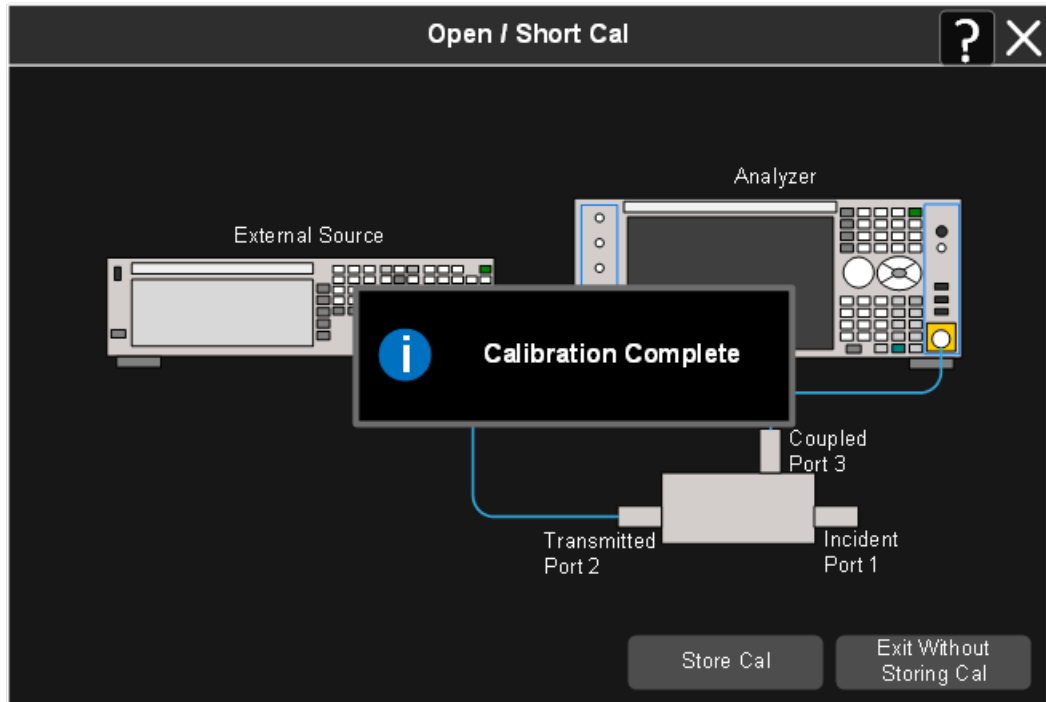 Open / Short Cal
?
Analyzer
External Source
i
Calibration Complete
Coupled
Port 3
Transmitted
Port 2
Incident
Port 1
Store Cal
Exit Without
Storing Cal